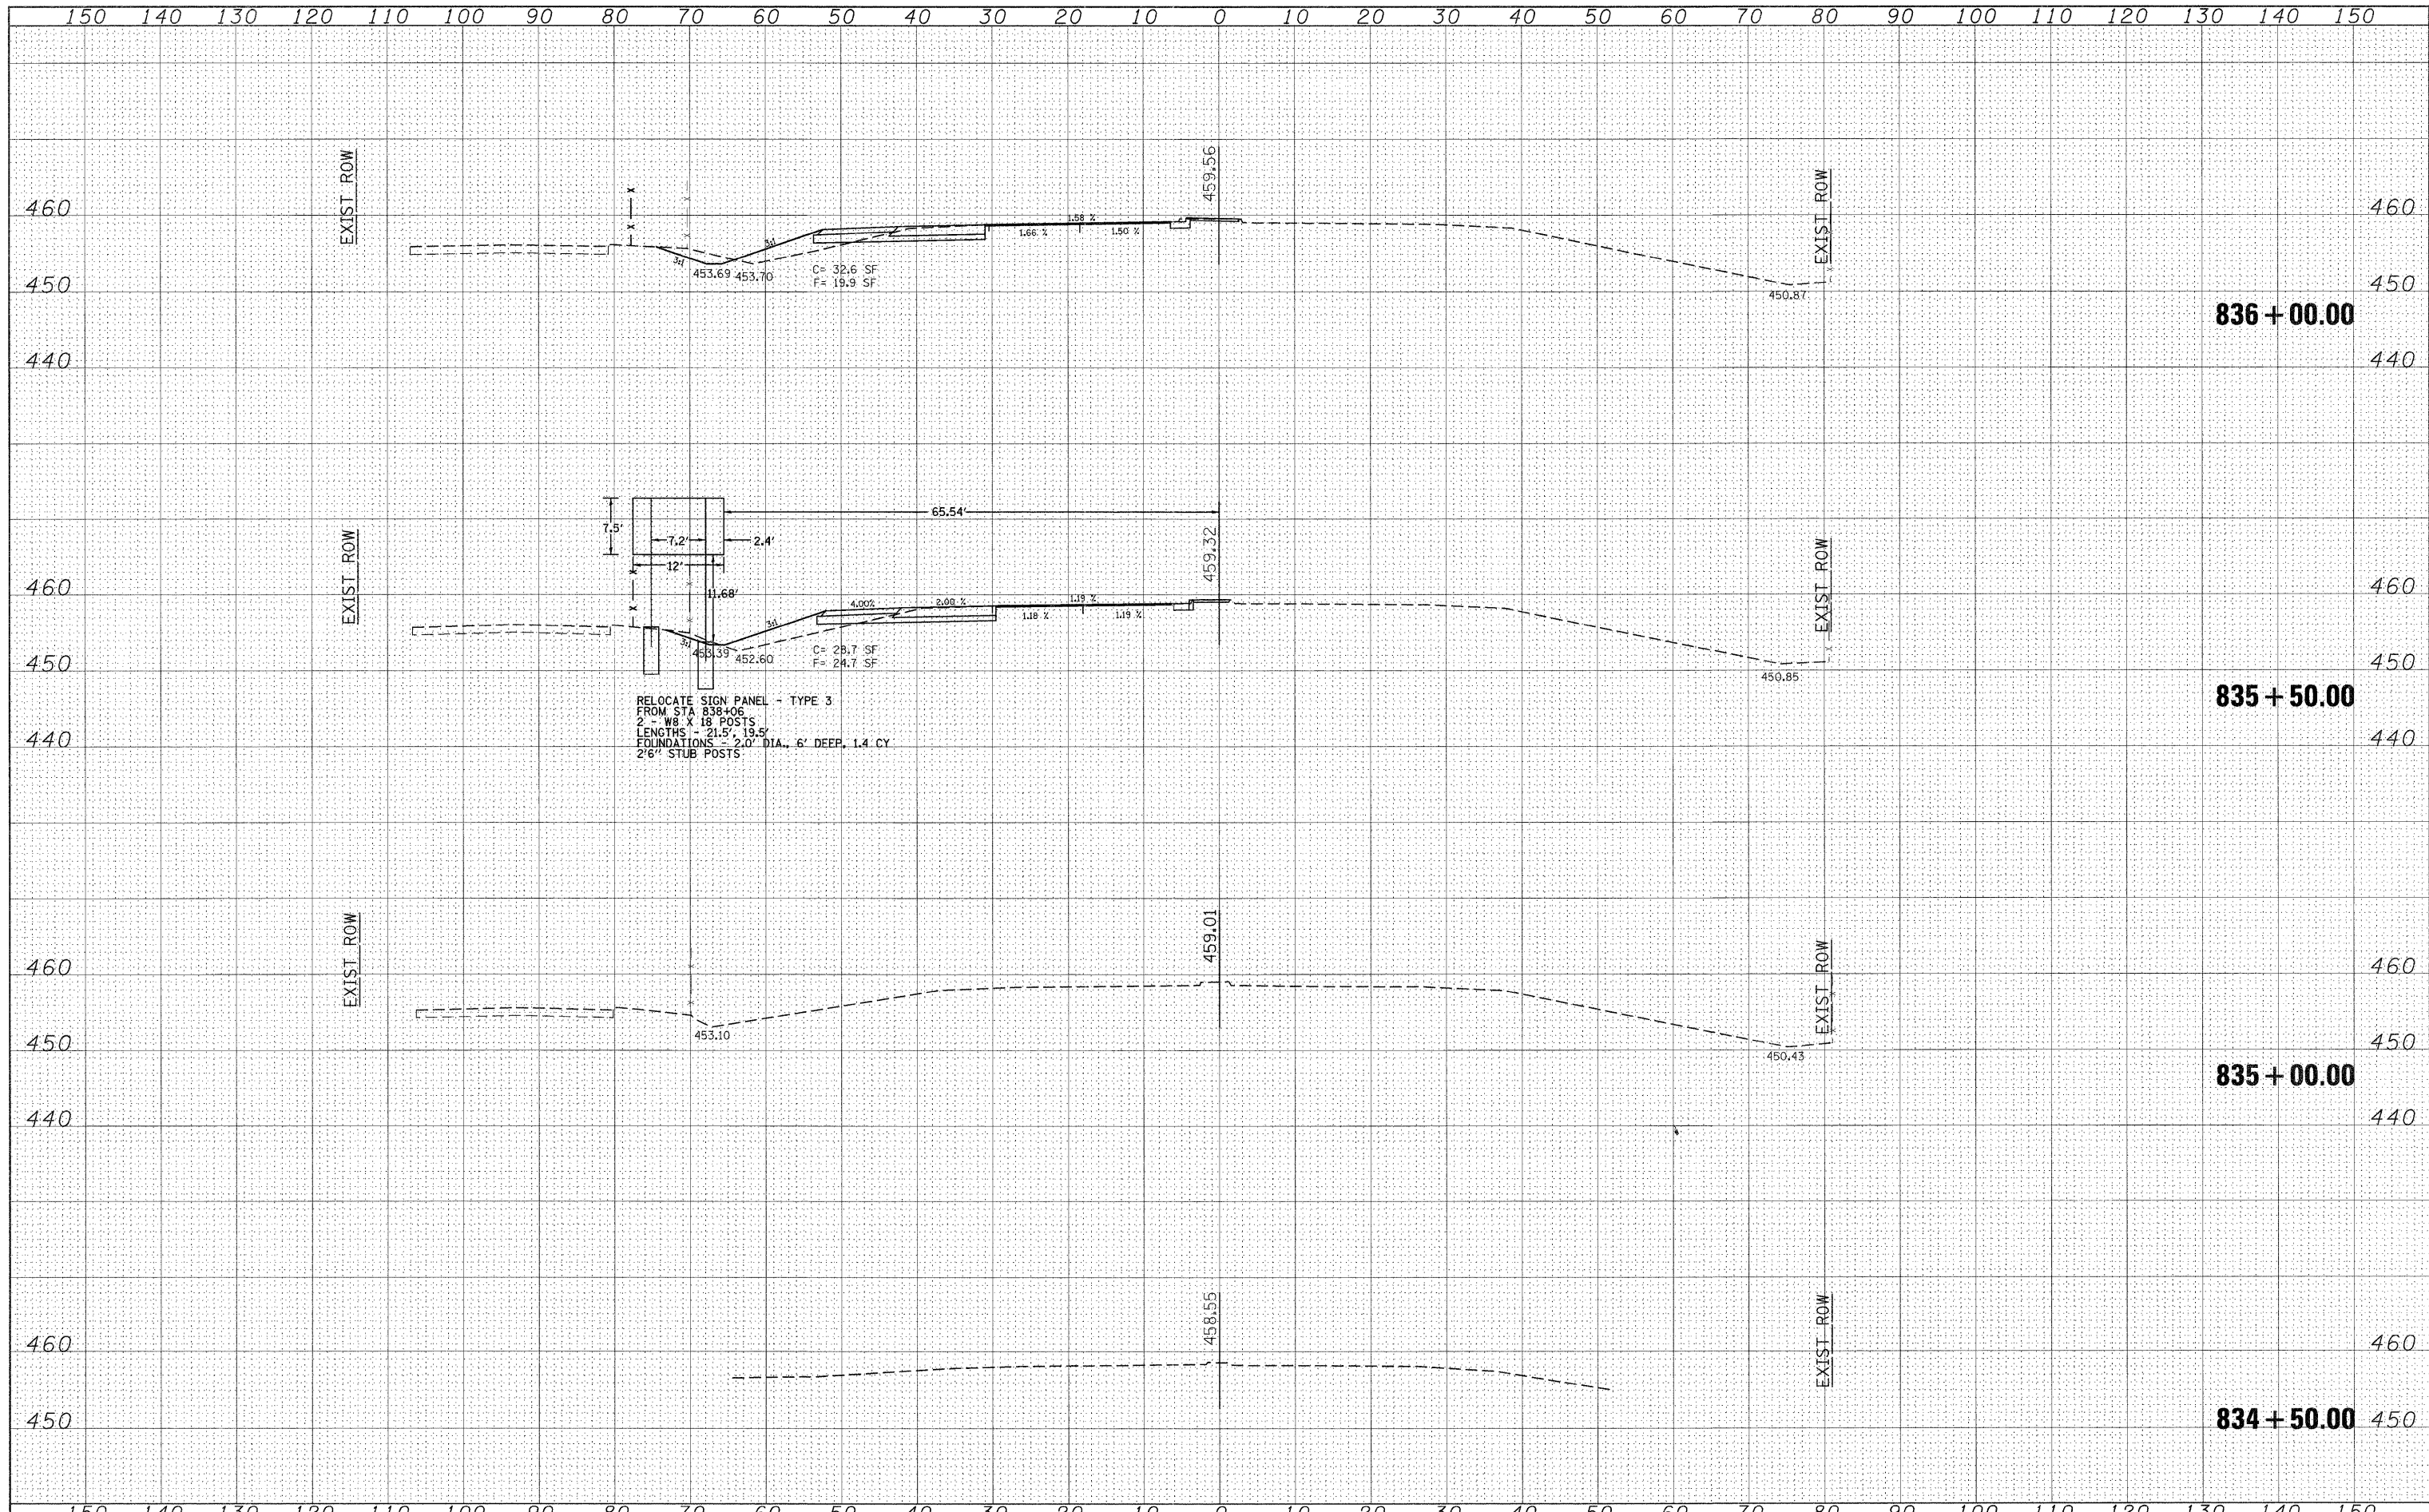 150 140 130 120 110 100 90 80 70 60 50 40 30 20 10 0 10 20 30 40 50 60 70 80 90 100 110 120 130 140 150
EXIST ROW
459.56
EXIST ROW
460
1.58 %
460
1.66 %
1.50 %
3:1
3:1
453.69 453.70
C= 32.6 SF
F= 19.9 SF
450
450.87
450
836+00.00
440
440
65.54'
7.5'
7.2'
2.4'
12'
11.68'
EXIST ROW
459.32
EXIST ROW
460
460
4.00%
2.00 %
1.19 %
1.18 %
1.19 %
3:1
3:1
453.39
452.60
C= 28.7 SF
F= 24.7 SF
450
450.85
450
835+50.00
RELOCATE SIGN PANEL - TYPE 3
FROM STA 838+06
2 - W8 X 18 POSTS
LENGTHS - 21.5', 19.5'
FOUNDATIONS - 2.0' DIA., 6' DEEP, 1.4 CY
2'6" STUB POSTS
440
440
EXIST ROW
459.01
EXIST ROW
460
460
453.10
450
450.43
450
835+00.00
440
440
458.55
EXIST ROW
460
460
450
834+50.00 450
150 140 130 120 110 100 90 80 70 60 50 40 30 20 10 0 10 20 30 40 50 60 70 80 90 100 110 120 130 140 150